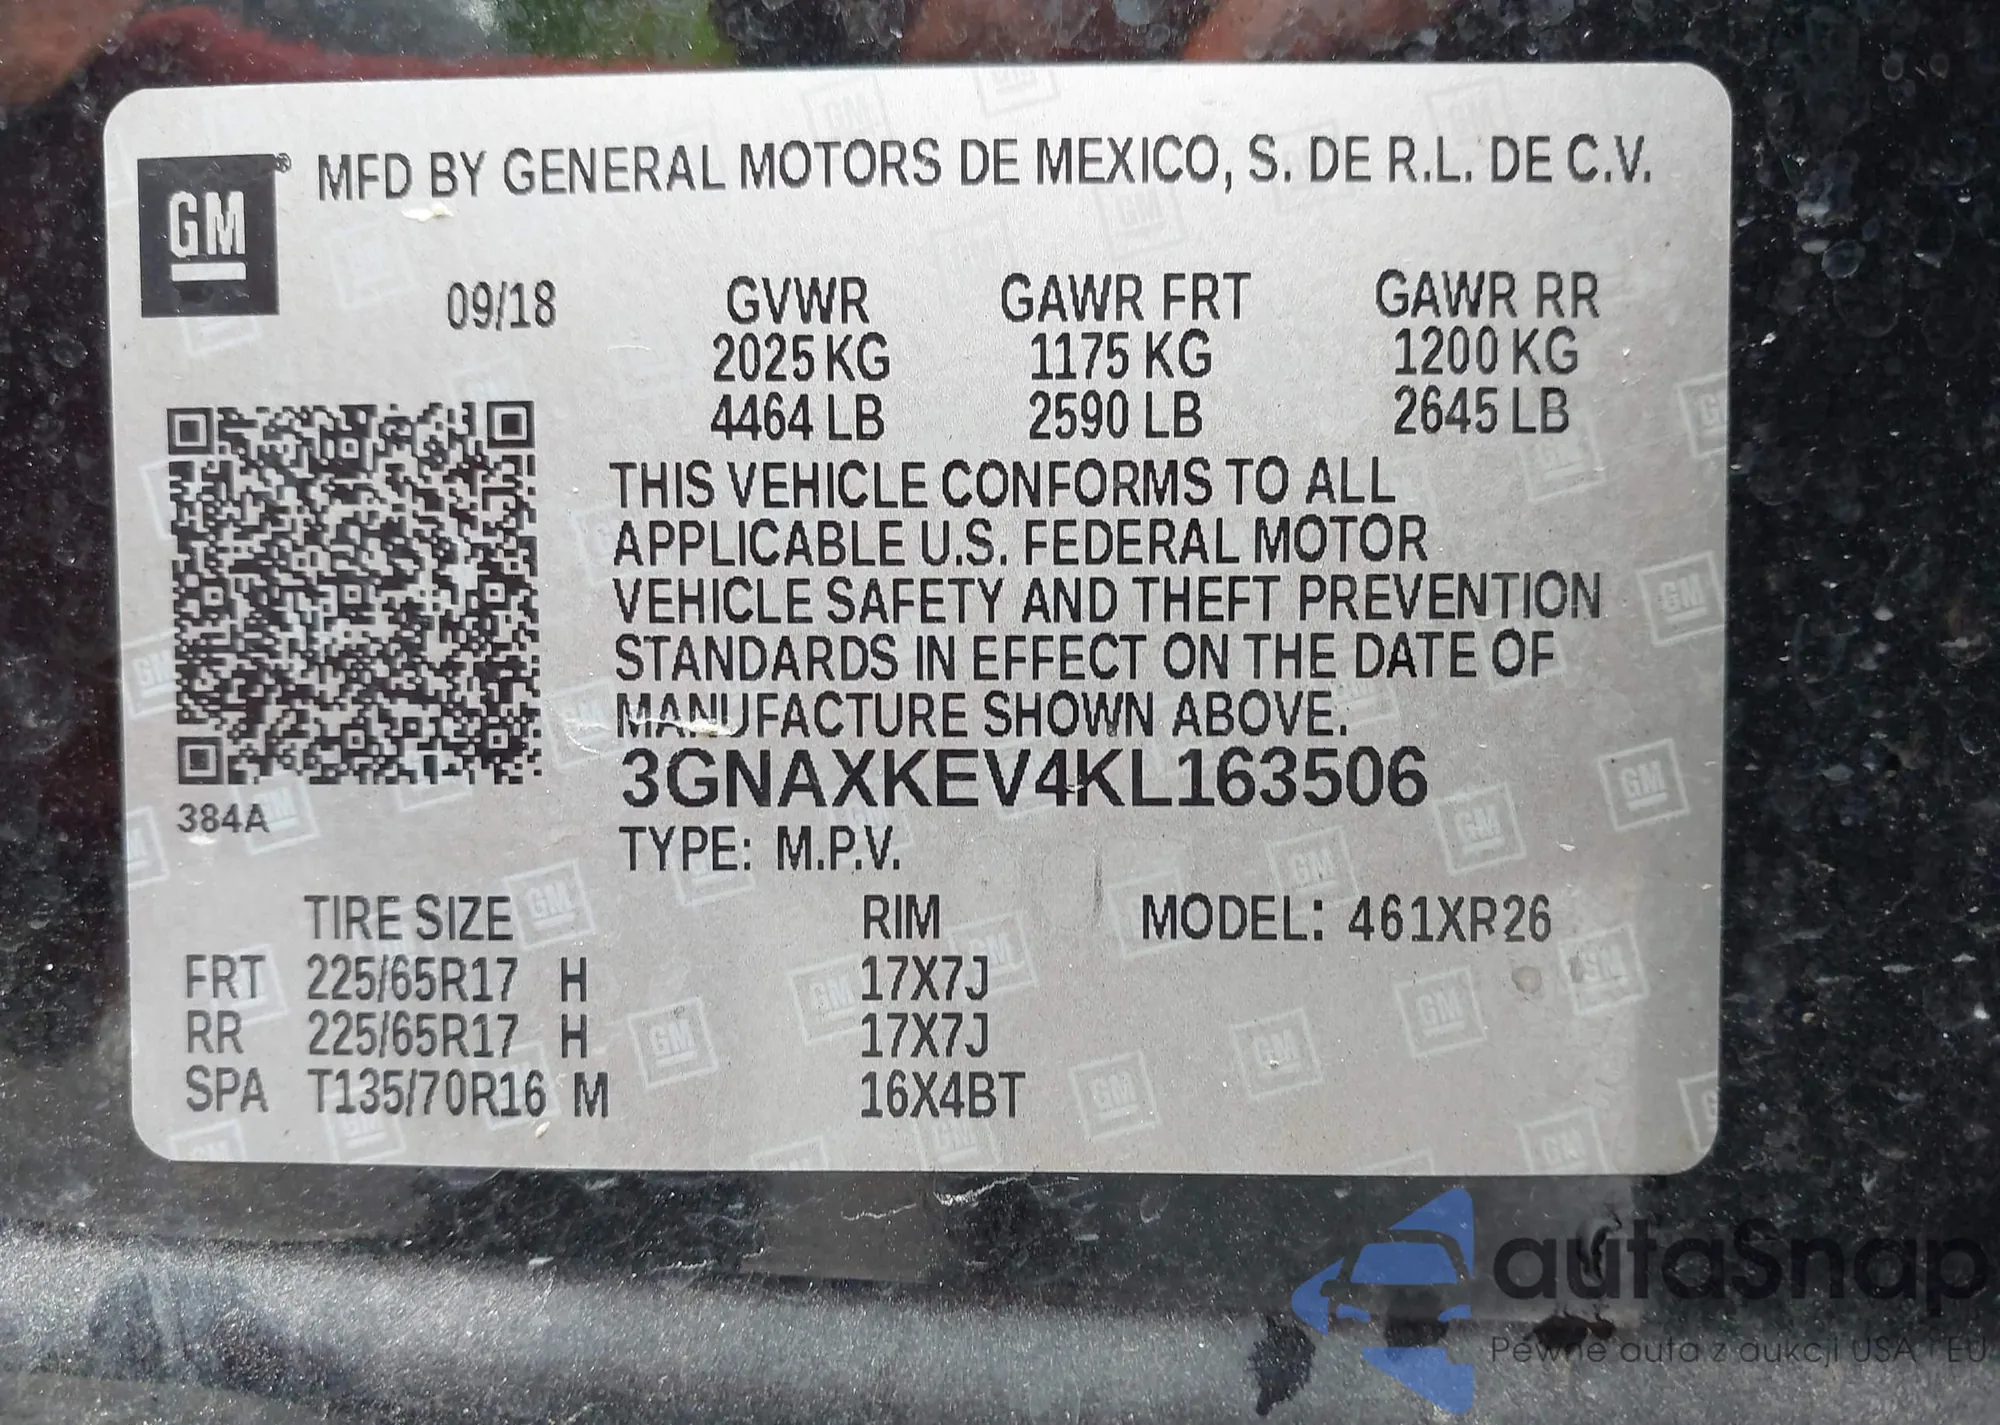 GM® MFD BY GENERAL MOTORS DE MEXICO, S. DE R.L. DE C.V.
09/18 GVWR GAWR FRT GAWR RR
2025 KG 1175 KG 1200 KG
4464 LB 2590 LB 2645 LB
THIS VEHICLE CONFORMS TO ALL
APPLICABLE U.S. FEDERAL MOTOR
VEHICLE SAFETY AND THEFT PREVENTION
STANDARDS IN EFFECT ON THE DATE OF
MANUFACTURE SHOWN ABOVE.
3GNAXKEV4KL163506
384A
TYPE: M.P.V.
TIRE SIZE RIM MODEL: 461XR26
FRT 225/65R17 H 17X7J
RR 225/65R17 H 17X7J
SPA T135/70R16 M 16X4BT
autaSnap
Pewne auta z aukcji USA i EU